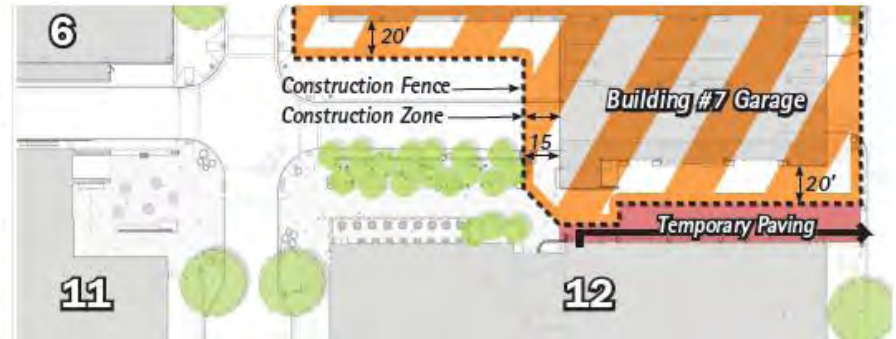 6
20'
Construction Fence
Construction Zone
Building #7 Garage
15
20'
Temporary Paving
11
12